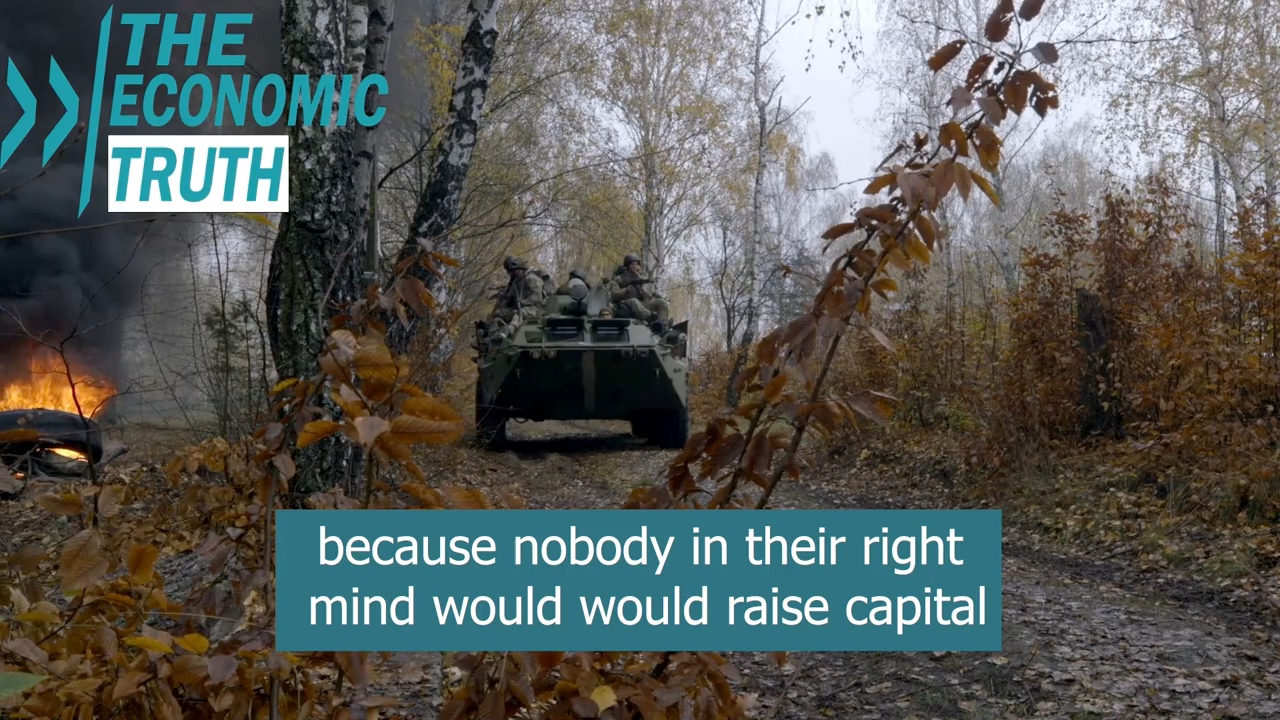 THE
ECONOMIC
TRUTH
because nobody in their right
mind would would raise capital